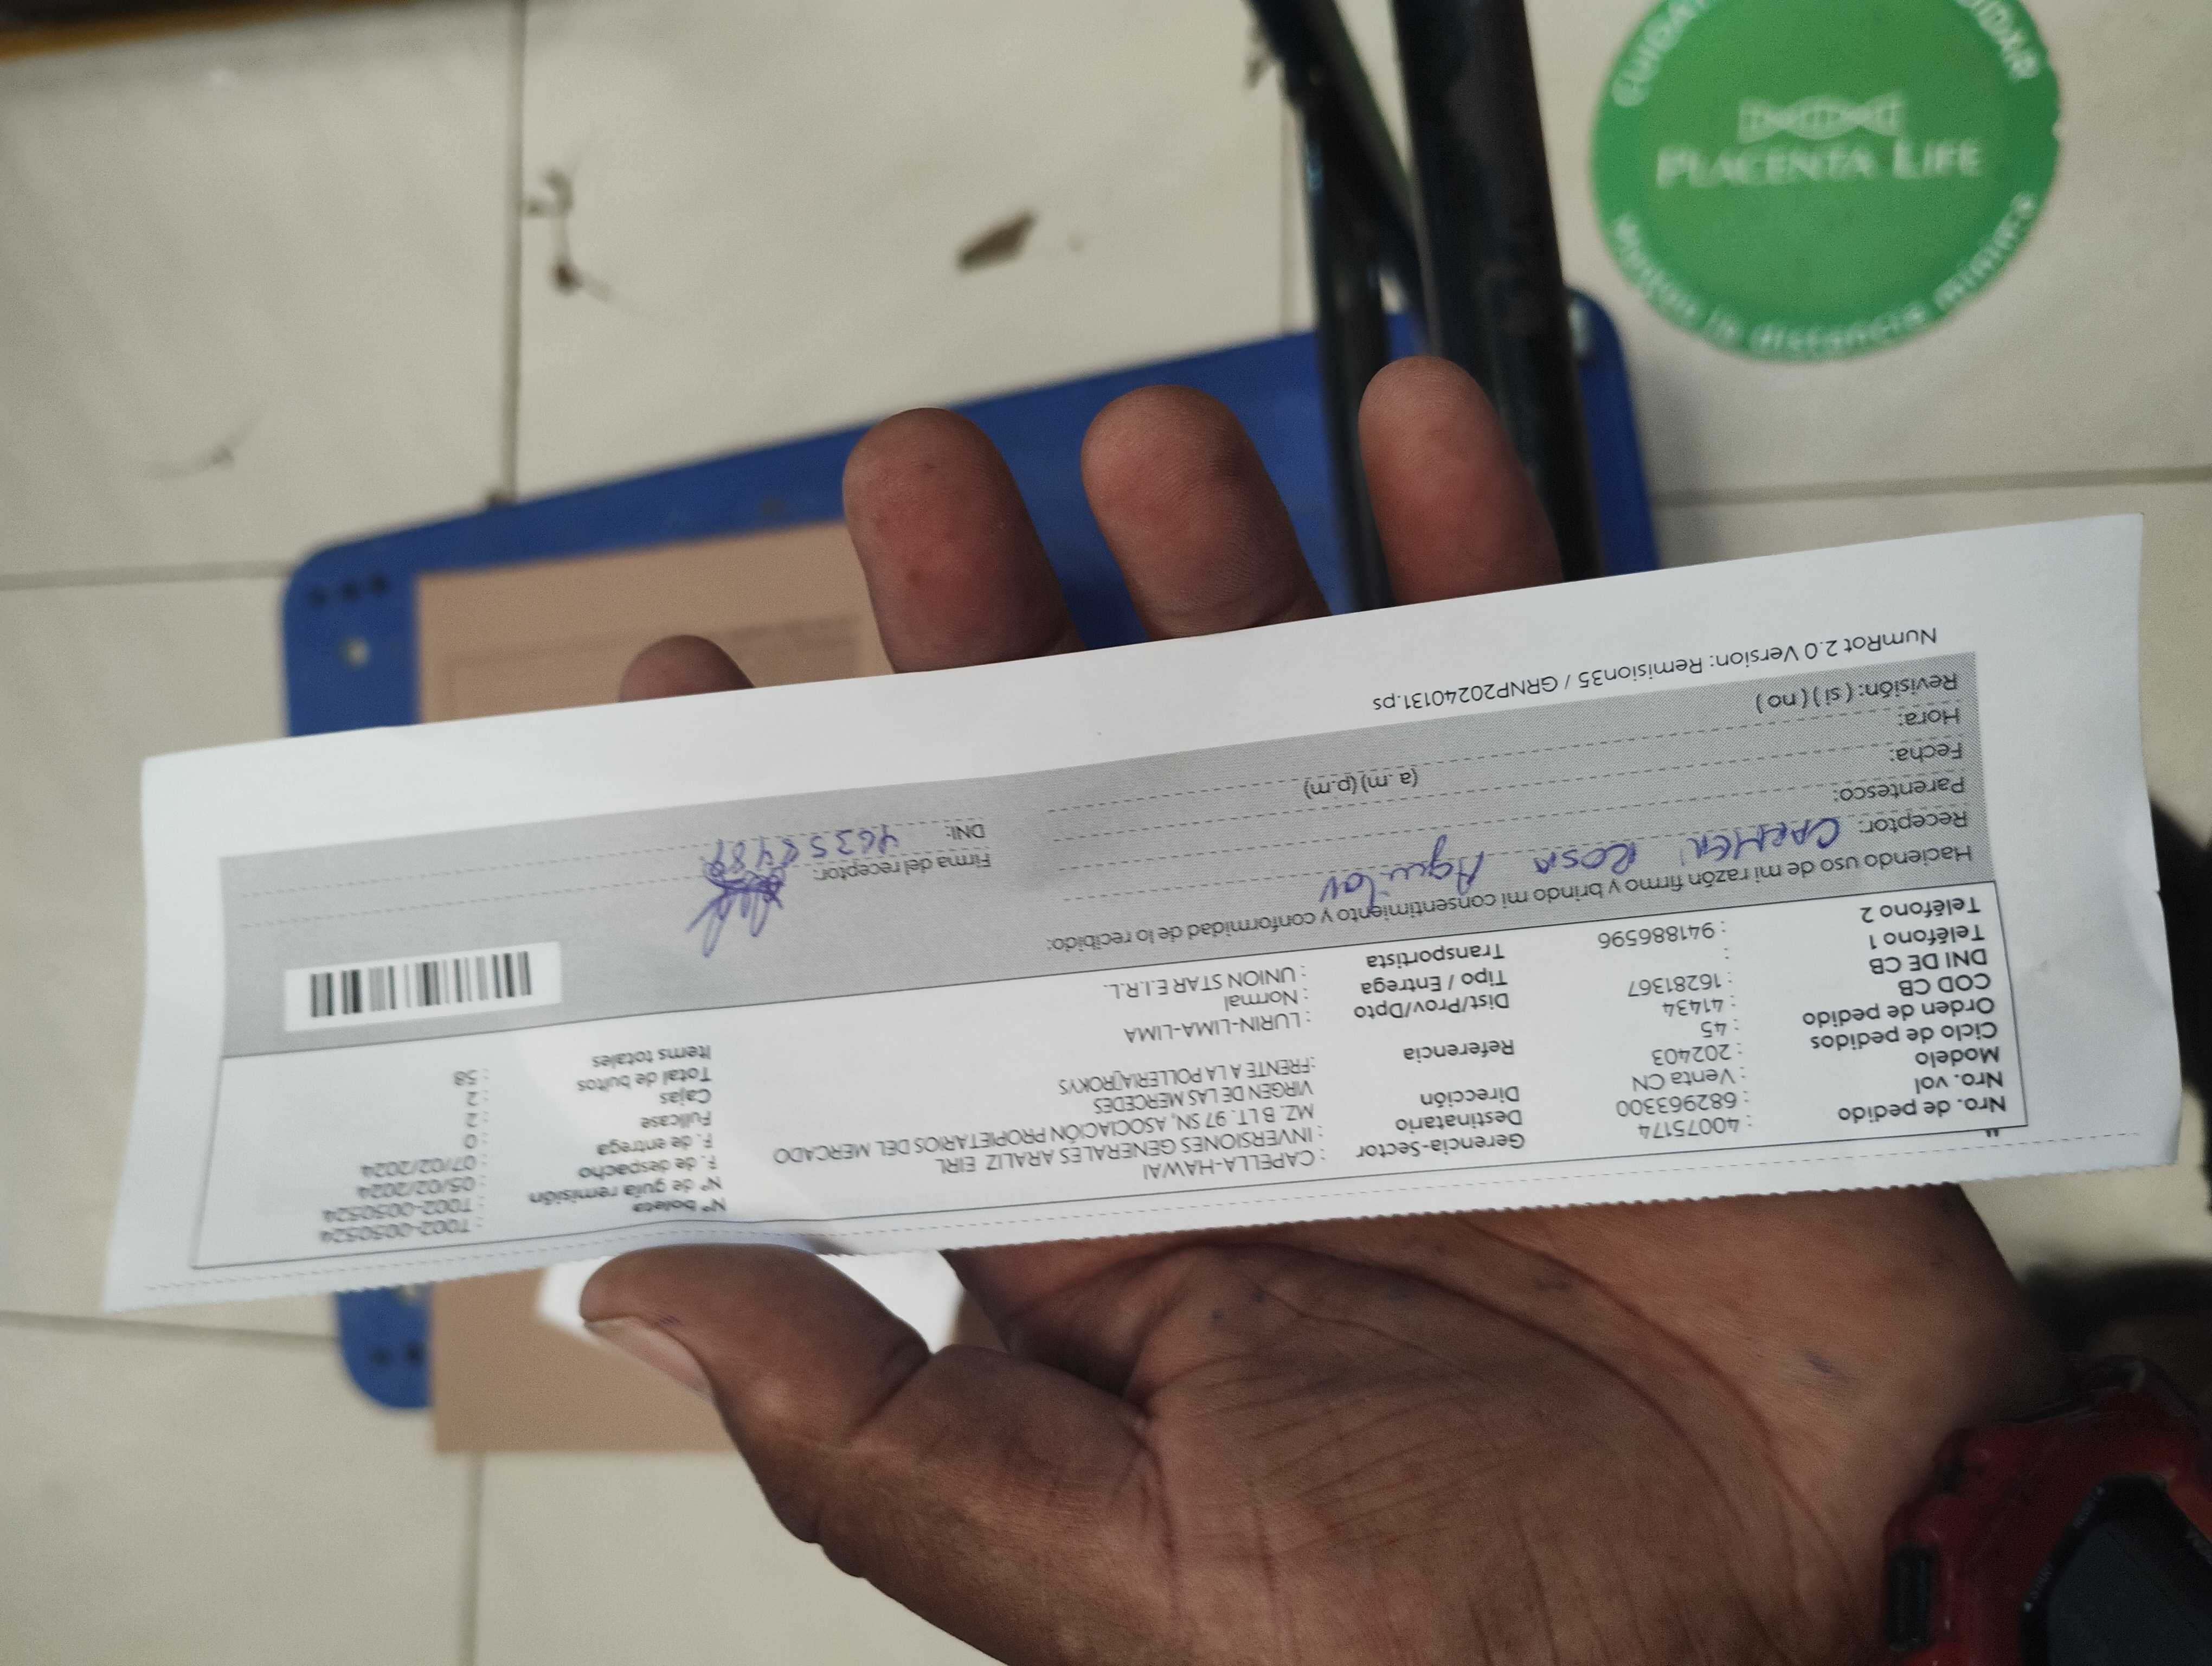 PLACENTA LIFE
Mantén la distancia mínima
Nro. de pedido : 40075174
Nro. vol : 682963300
Modelo : Venta CN
Ciclo de pedidos : 202403
Orden de pedido : 45
COD CB : 41434
DNI DE CB : 16281367
Teléfono 1 :
Teléfono 2 : 941886596
Gerencia-Sector : CAPELLA-HAWAI
Destinatario : INVERSIONES GENERALES ARALIZ EIRL
Dirección MZ. B LT. 97 SN, ASOCIACIÓN PROPIETARIOS DEL MERCADO
VIRGEN DE LAS MERCEDES
Referencia :FRENTE A LA POLLERIA]ROKYS
Dist/Prov/Dpto : LURIN-LIMA-LIMA
Tipo / Entrega : Normal
Transportista : UNION STAR E.I.R.L.
Nº boleta : T002-0050524
Nº de guía remisión : T002-0050524
F. de despacho : 05/02/2024
F. de entrega : 07/02/2024
Fullcase : 0
Cajas : 2
Total de bultos : 2
Items totales : 58
Haciendo uso de mi razón firmo y brindo mi consentimiento y conformidad de lo recibido:
Receptor: CARMEN ROSA Aguilar
Parentesco:
Fecha:
Hora: (a .m) (p.m)
Revisión: ( si ) ( no )
Firma del receptor:
DNI:
NumRot 2.0 Version: Remision35 / GRNP20240131.ps